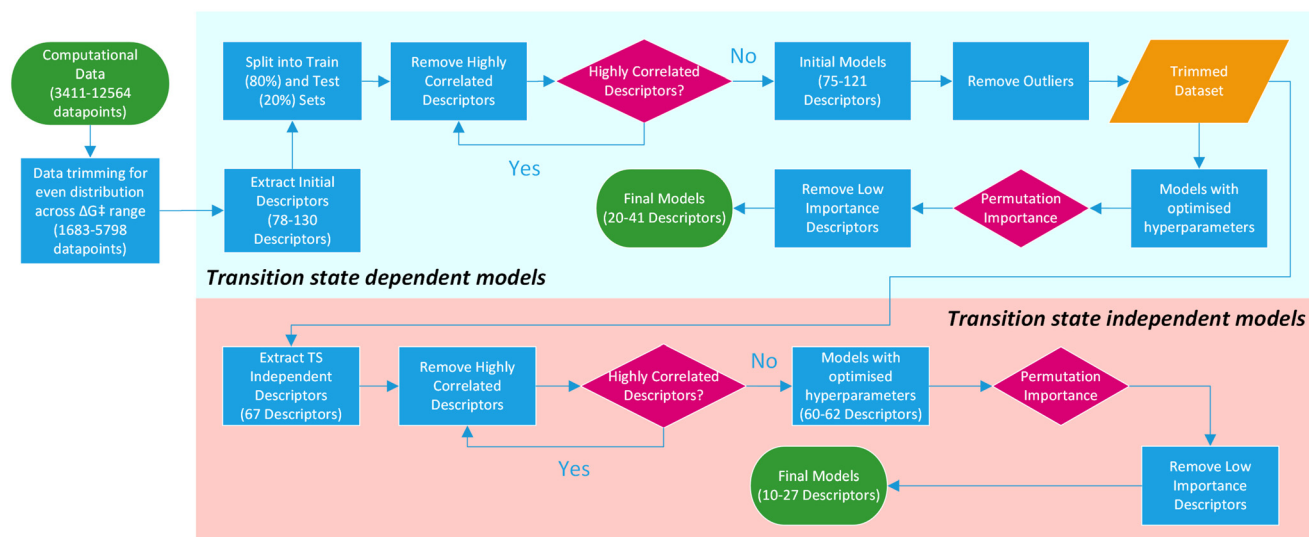 Computational
Data
(3411-12564
datapoints)
Data trimming for
even distribution
across ΔG‡ range
(1683-5798
datapoints)
Split into Train
(80%) and Test
(20%) Sets
Extract Initial
Descriptors
(78-130
Descriptors)
Remove Highly
Correlated
Descriptors
Highly Correlated
Descriptors?
No
Yes
Initial Models
(75-121
Descriptors)
Remove Outliers
Trimmed
Dataset
Models with
optimised
hyperparameters
Permutation
Importance
Remove Low
Importance
Descriptors
Final Models
(20-41 Descriptors)
Transition state dependent models
Transition state independent models
Extract TS
Independent
Descriptors
(67 Descriptors)
Remove Highly
Correlated
Descriptors
Highly Correlated
Descriptors?
No
Yes
Models with
optimised
hyperparameters
(60-62 Descriptors)
Permutation
Importance
Remove Low
Importance
Descriptors
Final Models
(10-27 Descriptors)